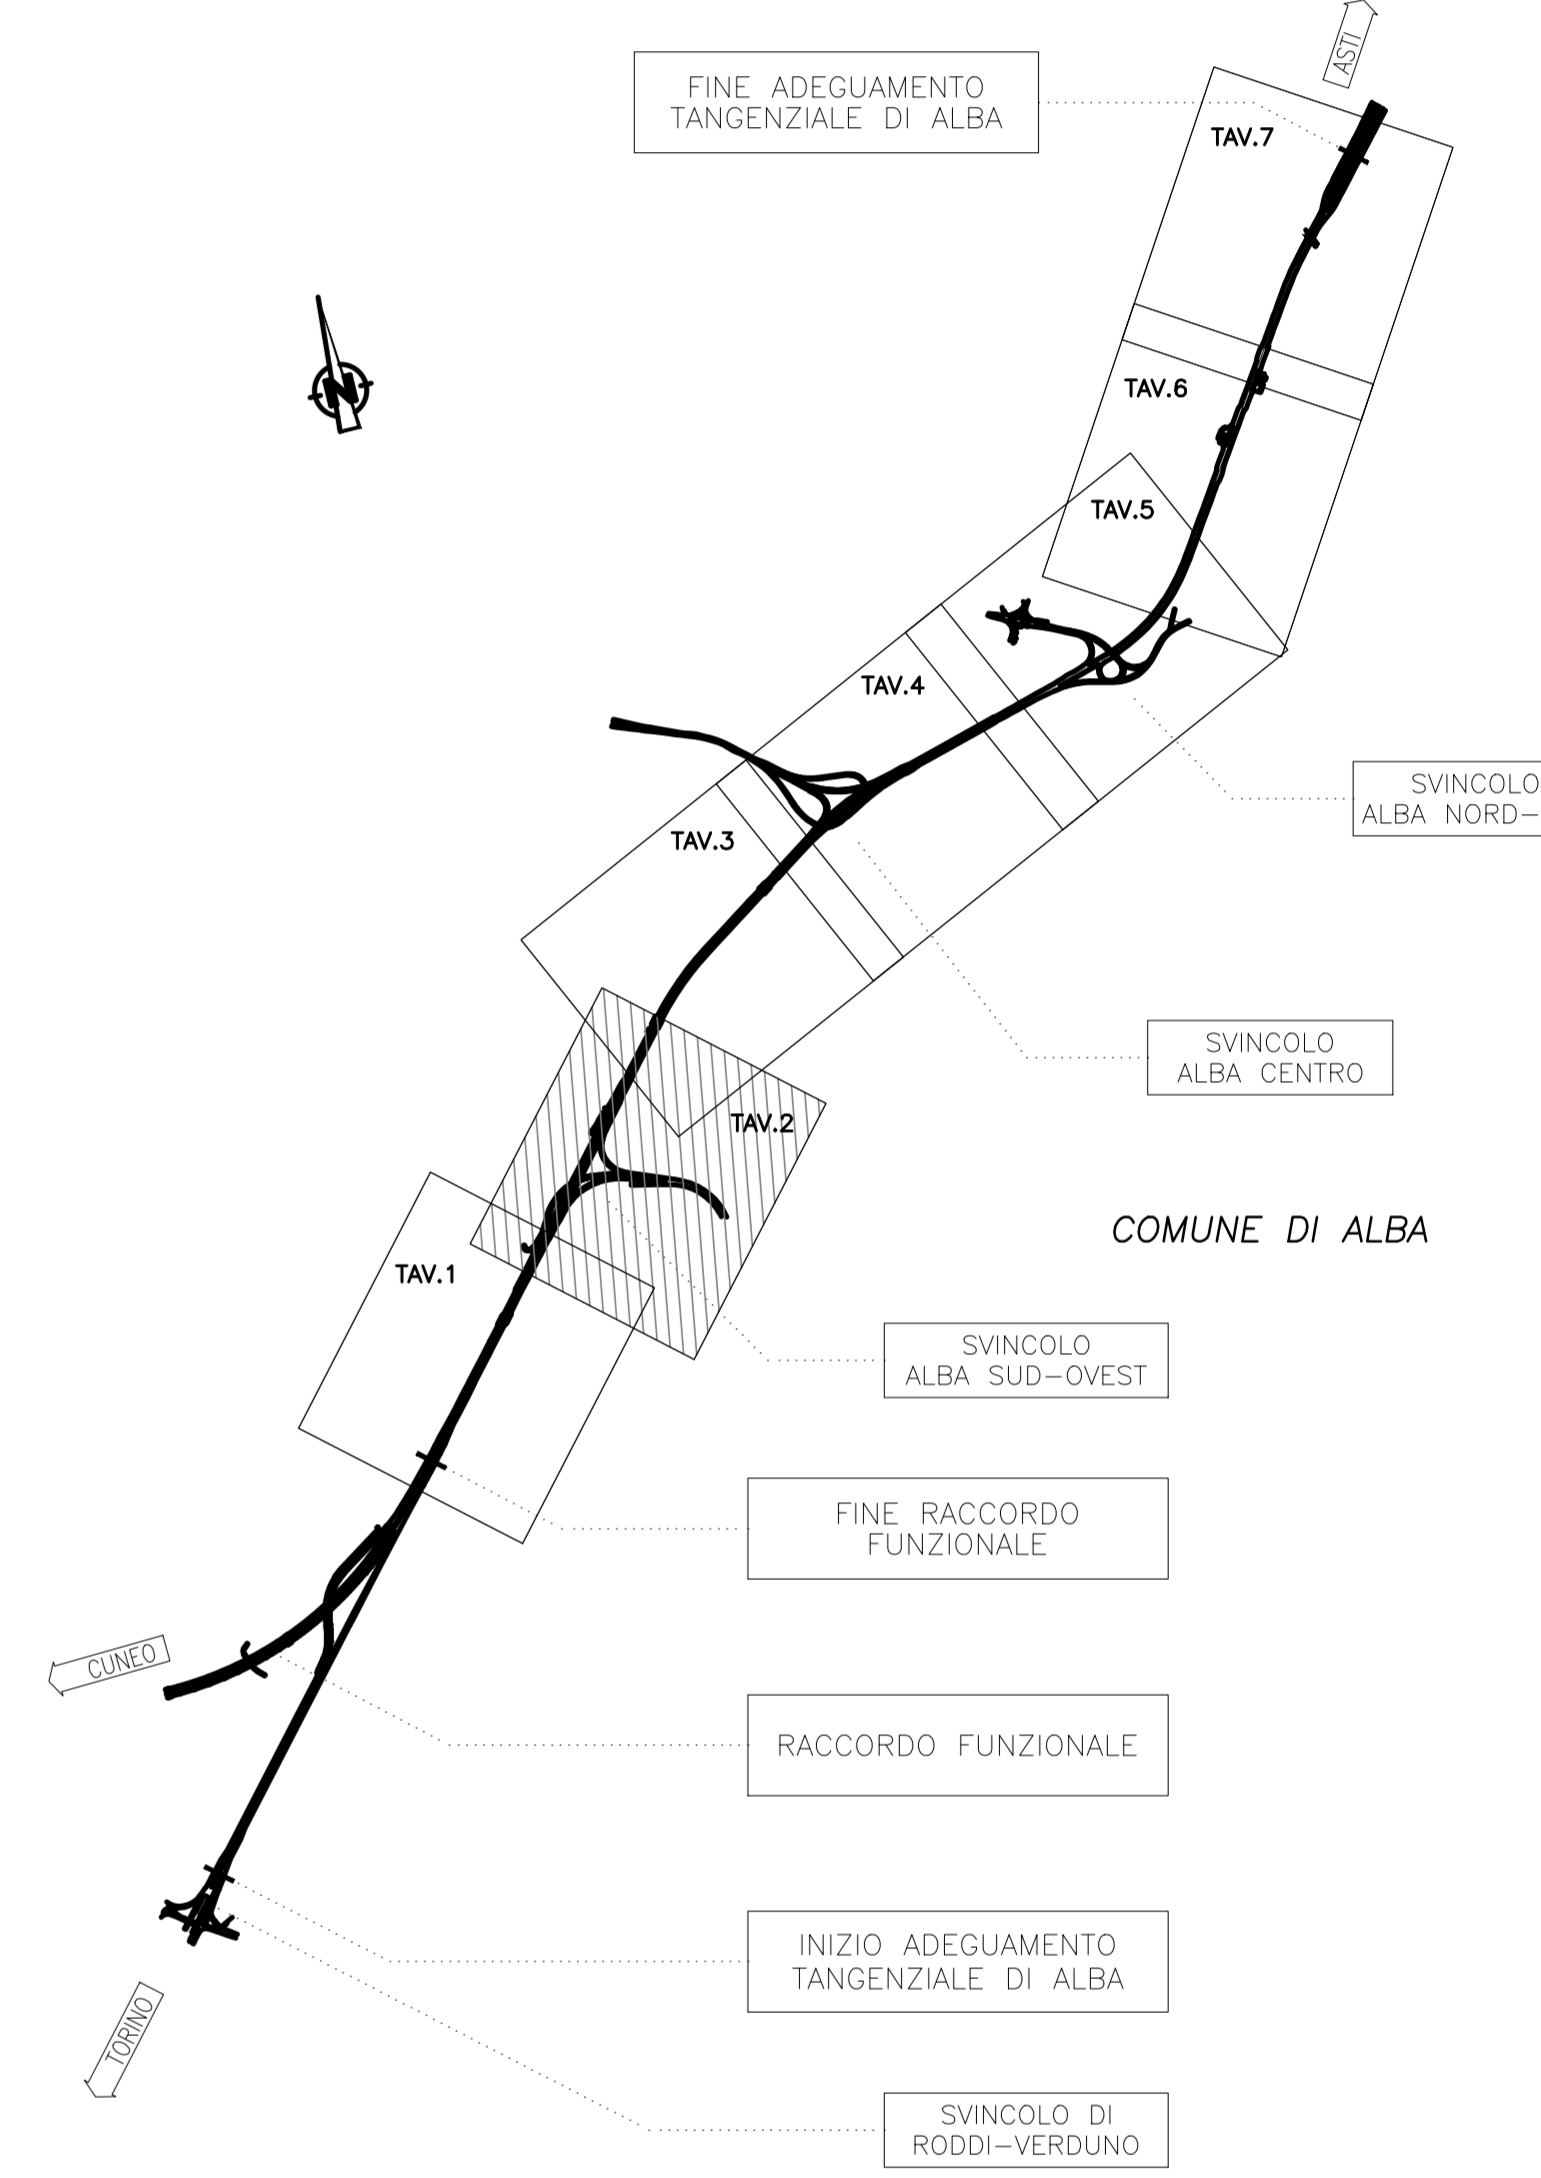 ASTI
FINE ADEGUAMENTO
TANGENZIALE DI ALBA
TAV.7
N
TAV.6
TAV.5
TAV.4
SVINCOLO
ALBA NORD-
TAV.3
SVINCOLO
ALBA CENTRO
TAV.2
COMUNE DI ALBA
TAV.1
SVINCOLO
ALBA SUD-OVEST
FINE RACCORDO
FUNZIONALE
CUNEO
RACCORDO FUNZIONALE
INIZIO ADEGUAMENTO
TANGENZIALE DI ALBA
TORINO
SVINCOLO DI
RODDI-VERDUNO